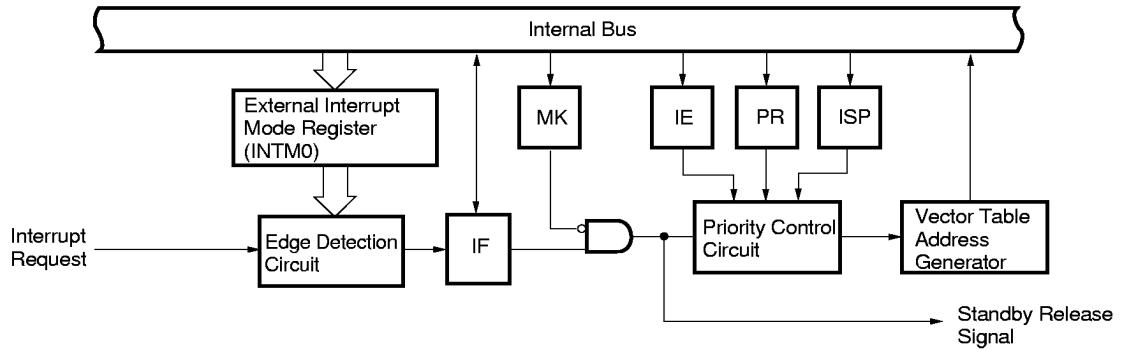 Internal Bus
External Interrupt
Mode Register
(INTM0)
MK
IE
PR
ISP
Interrupt
Request
Edge Detection
Circuit
IF
Priority Control
Circuit
Vector Table
Address
Generator
Standby Release
Signal